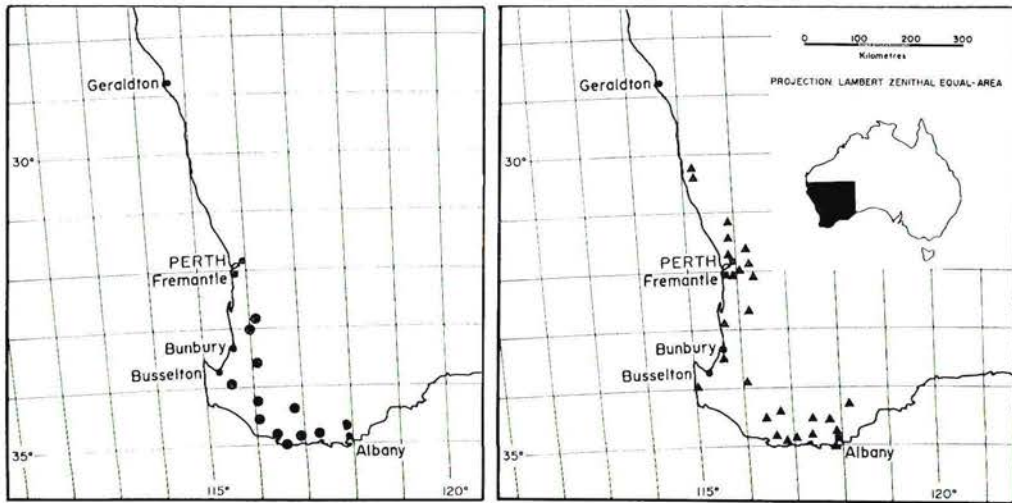 Geraldton
30°
PERTH
Fremantle
Bunbury
Busselton
Albany
35°
115°
120°
0 100 200 300
Kilometres
PROJECTION: LAMBERT ZENITHAL EQUAL-AREA
Geraldton
30°
PERTH
Fremantle
Bunbury
Busselton
Albany
35°
115°
120°